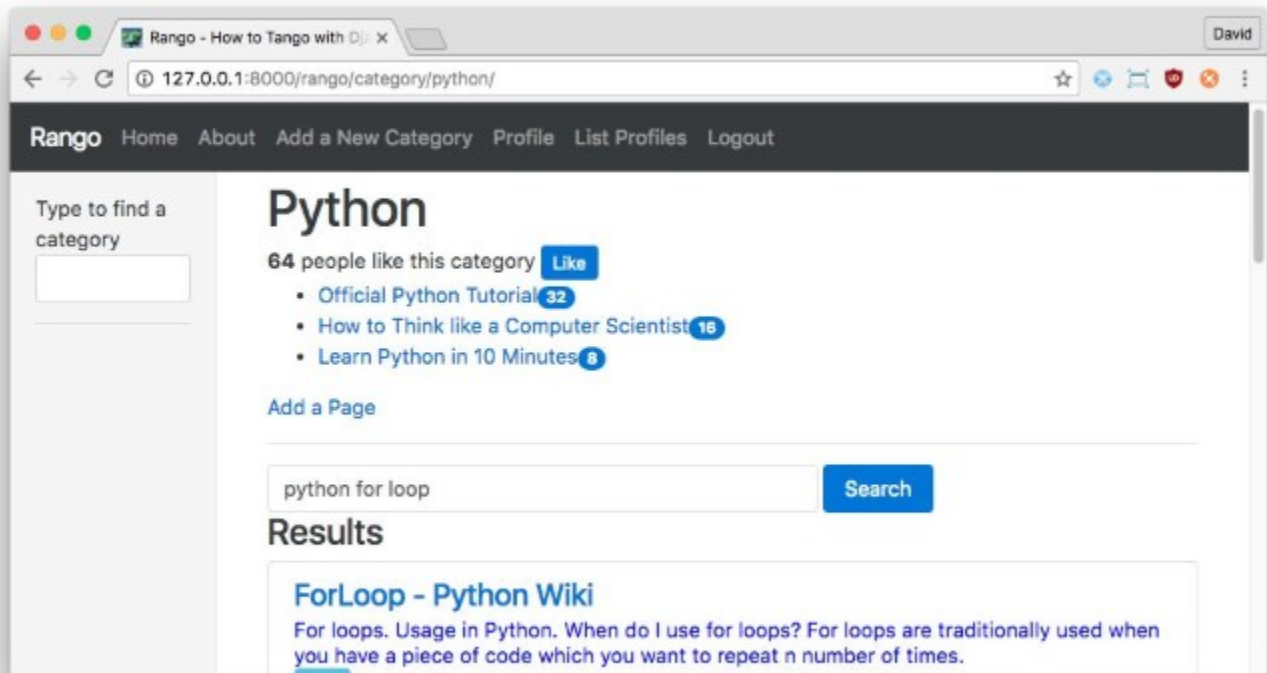 Rango - How to Tango with Dj
David
127.0.0.1:8000/rango/category/python/
Rango Home About Add a New Category Profile List Profiles Logout
Type to find a
category
Python
64 people like this category Like
Official Python Tutorial 32
How to Think like a Computer Scientist 16
Learn Python in 10 Minutes 8
Add a Page
python for loop Search
Results
ForLoop - Python Wiki
For loops. Usage in Python. When do I use for loops? For loops are traditionally used when
you have a piece of code which you want to repeat n number of times.